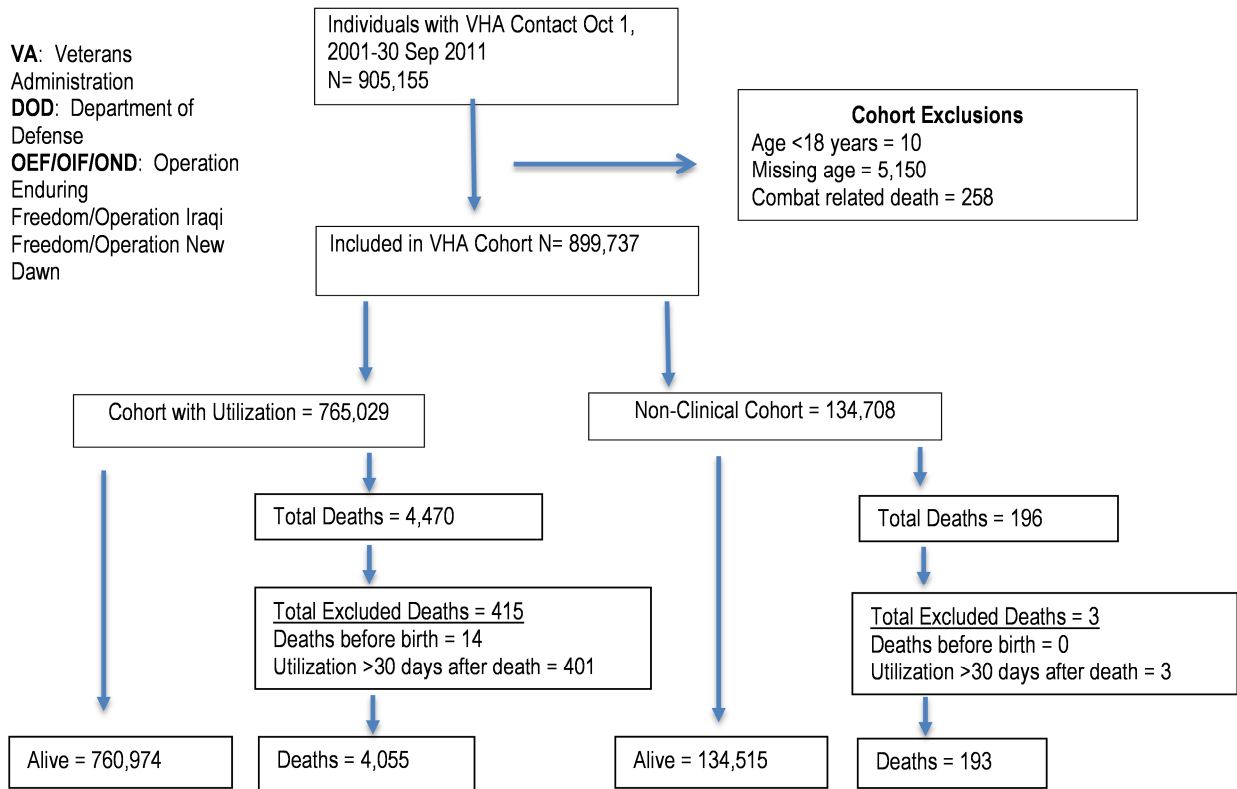 Individuals with VHA Contact Oct 1,
2001-30 Sep 2011
N= 905,155
VA: Veterans
Administration
DOD: Department of
Defense
OEF/OIF/OND: Operation
Enduring
Freedom/Operation Iraqi
Freedom/Operation New
Dawn
Cohort Exclusions
Age <18 years = 10
Missing age = 5,150
Combat related death = 258
Included in VHA Cohort N= 899,737
Cohort with Utilization = 765,029
Non-Clinical Cohort = 134,708
Total Deaths = 4,470
Total Deaths = 196
Total Excluded Deaths = 415
Deaths before birth = 14
Utilization >30 days after death = 401
Total Excluded Deaths = 3
Deaths before birth = 0
Utilization >30 days after death = 3
Alive = 760,974
Deaths = 4,055
Alive = 134,515
Deaths = 193